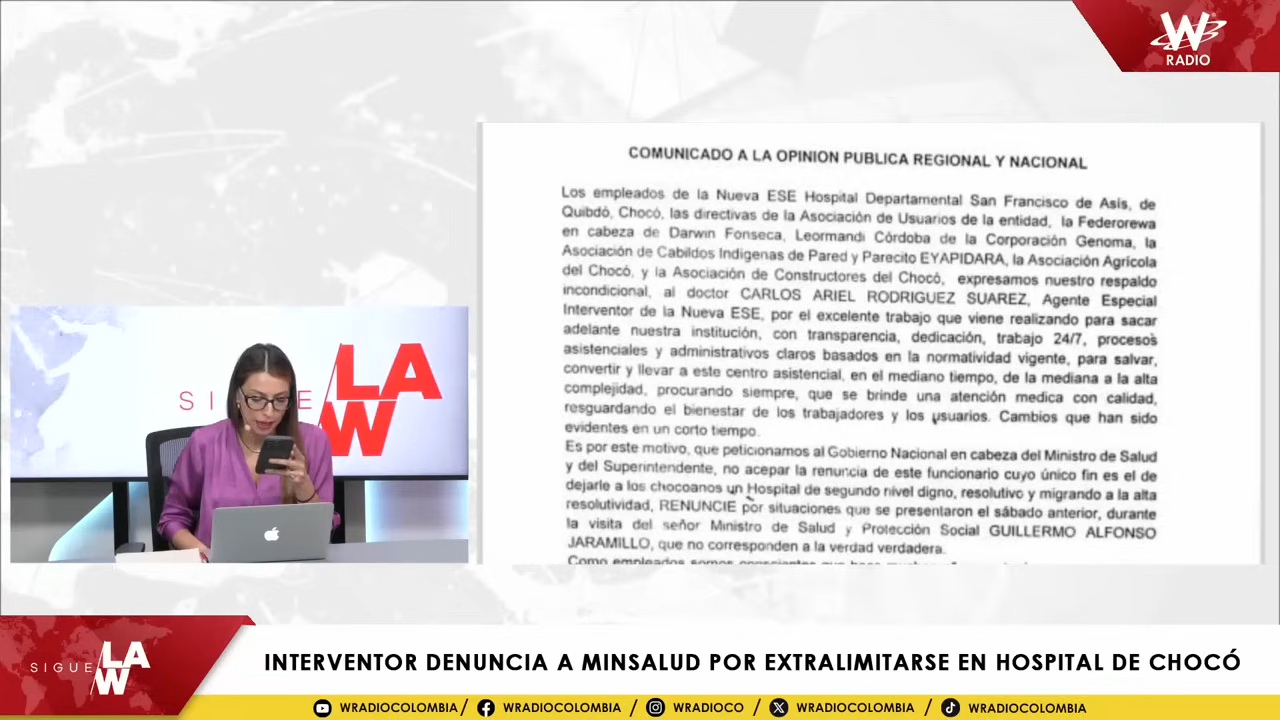 W
RADIO
COMUNICADO A LA OPINION PUBLICA REGIONAL Y NACIONAL
Los empleados de la Nueva ESE Hospital Departamental San Francisco de Asís, de
Quibdó, Chocó, las directivas de la Asociación de Usuarios de la entidad, la Federorewa
en cabeza de Darwin Fonseca, Leormandi Córdoba de la Corporación Genoma, la
Asociación de Cabildos Indigenas de Pared y Parecito EYAPIDARA, la Asociación Agrícola
del Chocó, y la Asociación de Constructores del Chocó, expresamos nuestro respaldo
incondicional, al doctor CARLOS ARIEL RODRIGUEZ SUAREZ, Agente Especial
Interventor de la Nueva ESE, por el excelente trabajo que viene realizando para sacar
adelante nuestra institución, con transparencia, dedicación, trabajo 24/7, procesos
asistenciales y administrativos claros basados en la normatividad vigente, para salvar,
convertir y llevar a este centro asistencial, en el mediano tiempo, de la mediana a la alta
complejidad, procurando siempre, que se brinde una atención medica con calidad,
resguardando el bienestar de los trabajadores y los usuarios. Cambios que han sido
evidentes en un corto tiempo.
Es por este motivo, que peticionamos al Gobierno Nacional en cabeza del Ministro de Salud
y del Superintendente, no acepar la renuncia de este funcionario cuyo único fin es el de
dejarle a los chocoanos un Hospital de segundo nivel digno, resolutivo y migrando a la alta
resolutividad, RENUNCIE por situaciones que se presentaron el sábado anterior, durante
la visita del señor Ministro de Salud y Protección Social GUILLERMO ALFONSO
JARAMILLO, que no corresponden a la verdad verdadera.
Como empleados somos conscientes que
SIGUE LA W
SIGUE LA W
INTERVENTOR DENUNCIA A MINSALUD POR EXTRALIMITARSE EN HOSPITAL DE CHOCÓ
WRADIOCOLOMBIA / WRADIOCOLOMBIA / WRADIOCO / WRADIOCOLOMBIA / WRADIOCOLOMBIA